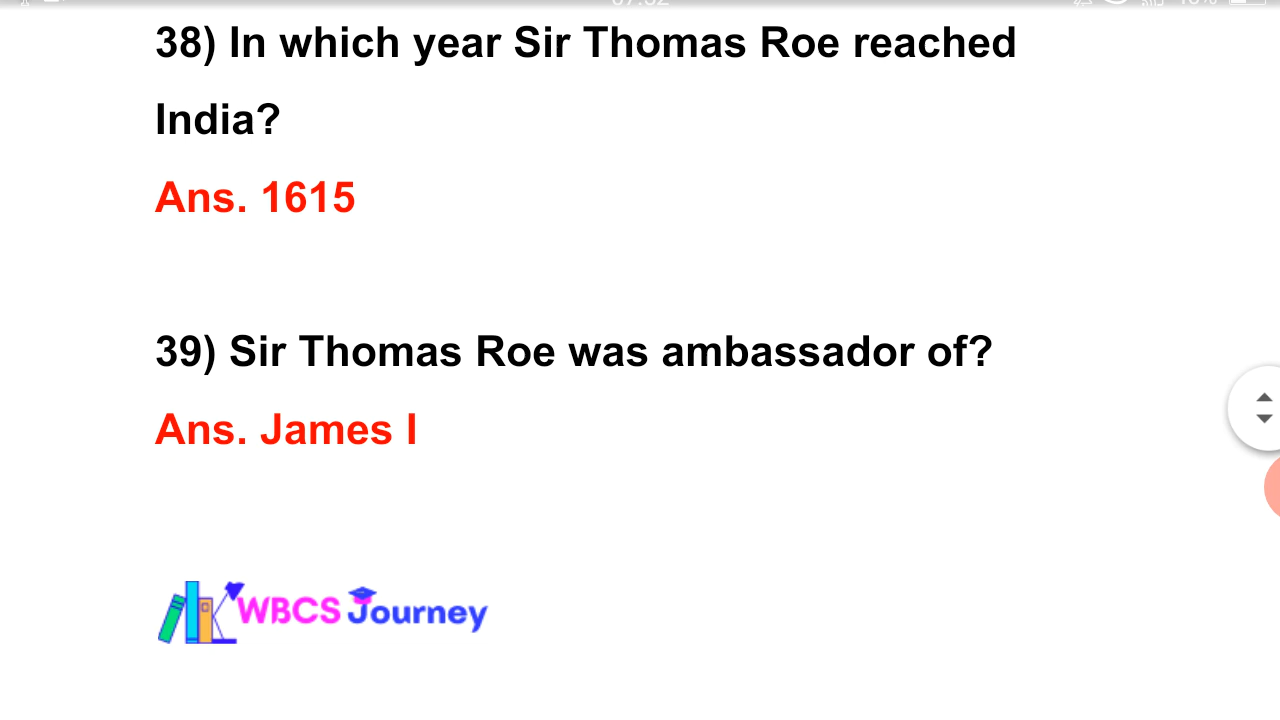 38) In which year Sir Thomas Roe reached
India?
Ans. 1615
39) Sir Thomas Roe was ambassador of?
Ans. James I
WBCS Journey